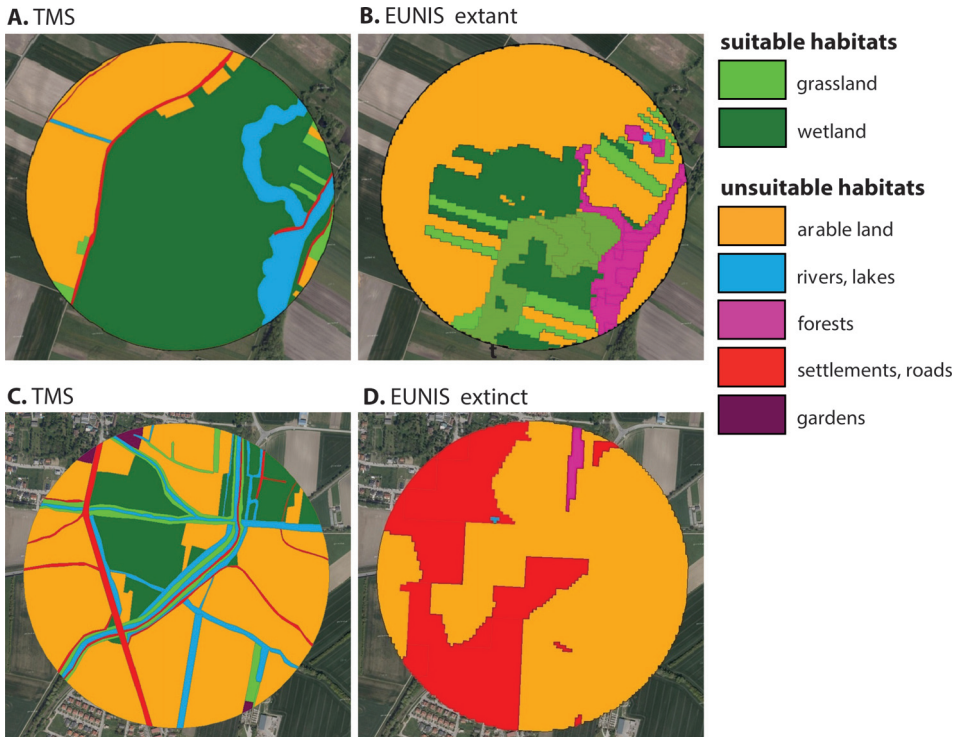 A. TMS
B. EUNIS extant
suitable habitats
grassland
wetland
unsuitable habitats
arable land
rivers, lakes
forests
settlements, roads
gardens
t
C. TMS
D. EUNIS extinct